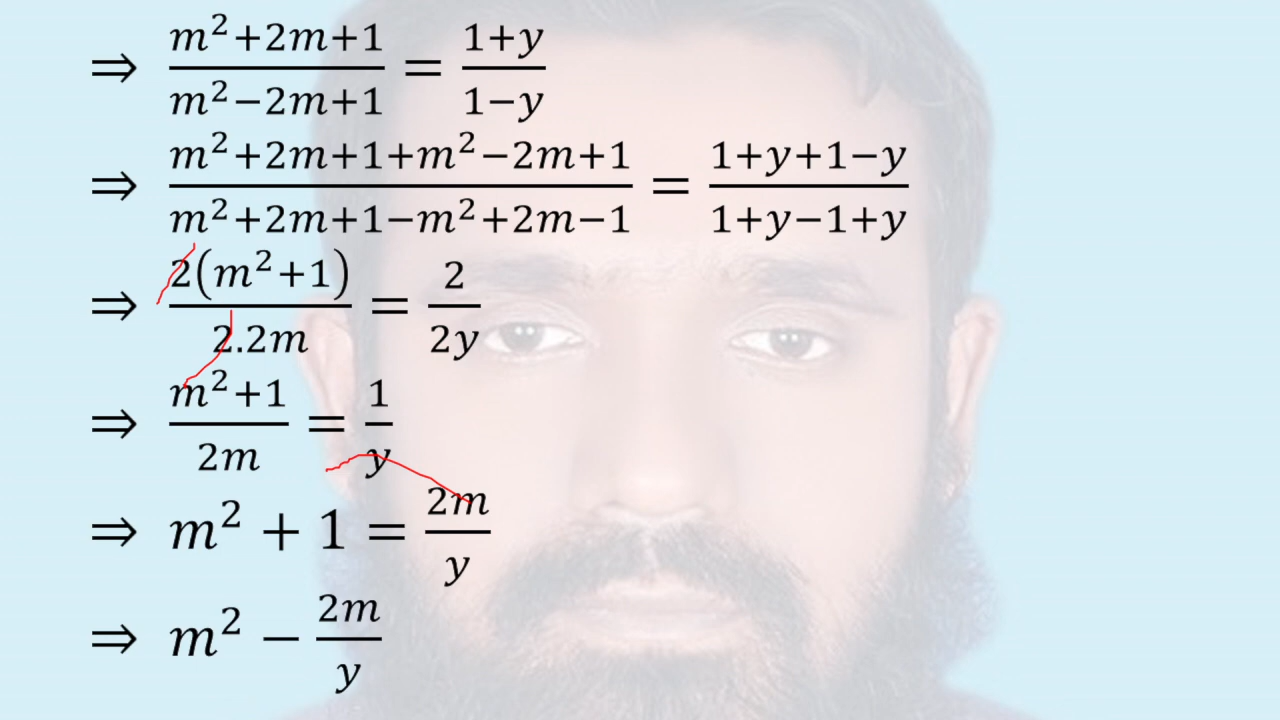 ⇒ (m²+2m+1)/(m²−2m+1) = (1+y)/(1−y)
⇒ (m²+2m+1+m²−2m+1)/(m²+2m+1−m²+2m−1) = (1+y+1−y)/(1+y−1+y)
⇒ 2(m²+1)/2.2m = 2/2y
⇒ (m²+1)/2m = 1/y
⇒ m² + 1 = 2m/y
⇒ m² − 2m/y